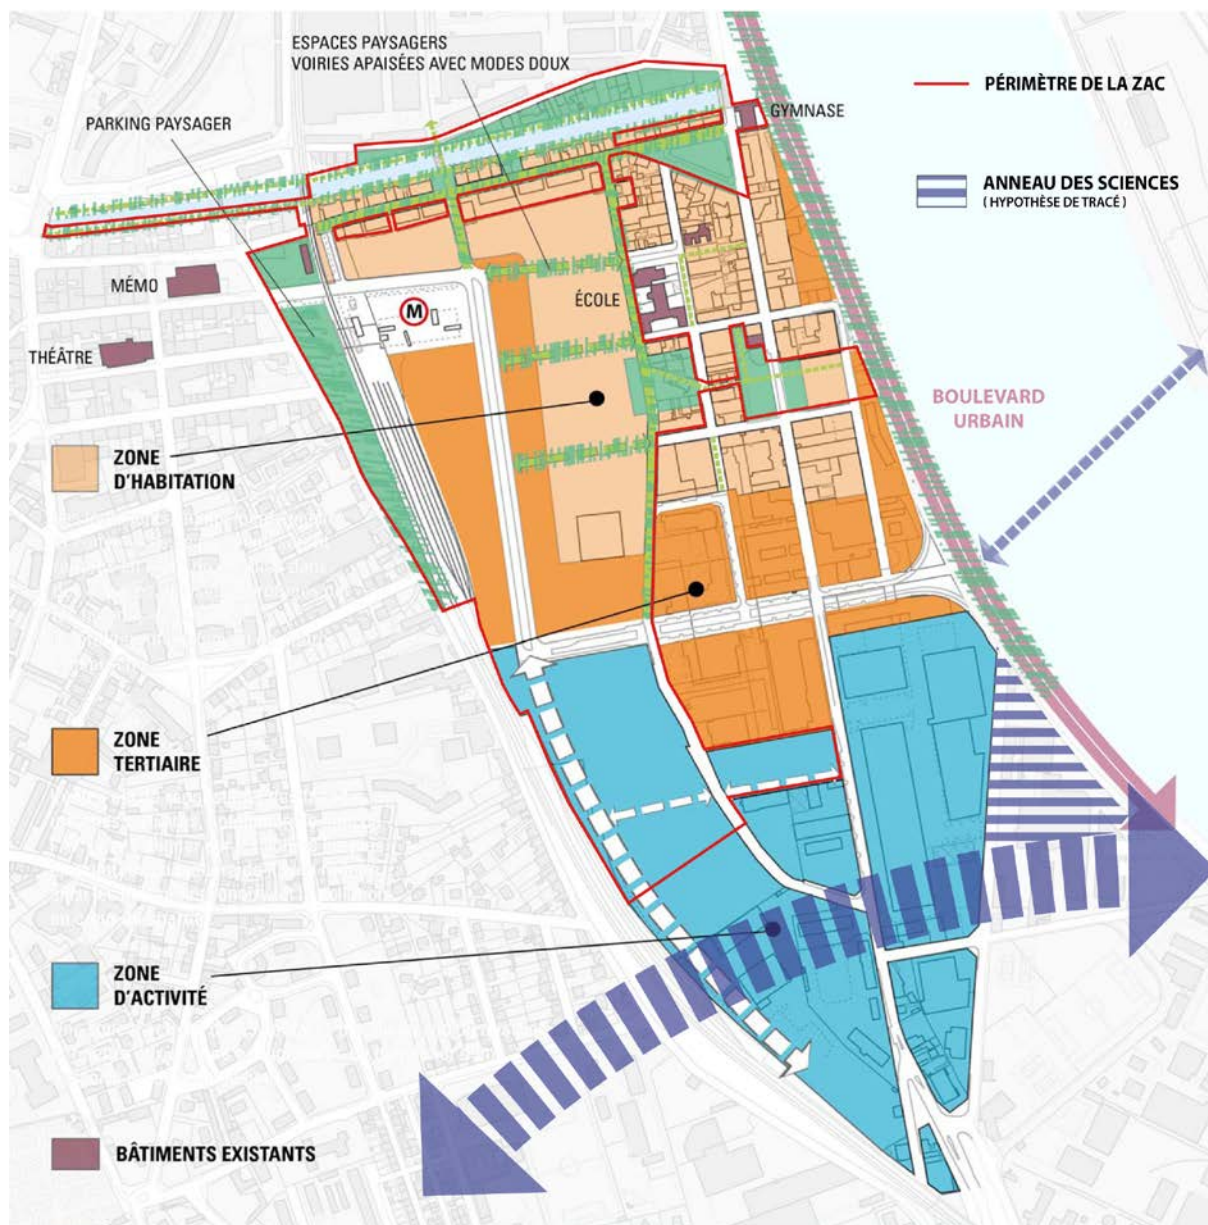 ESPACES PAYSAGERS
VOIRIES APAISÉES AVEC MODES DOUX
PÉRIMÈTRE DE LA ZAC
PARKING PAYSAGER
GYMNASE
ANNEAU DES SCIENCES
( HYPOTHÈSE DE TRACÉ )
MÉMO
ÉCOLE
M
THÉÂTRE
BOULEVARD
URBAIN
ZONE
D'HABITATION
ZONE
TERTIAIRE
ZONE
D'ACTIVITÉ
BÂTIMENTS EXISTANTS